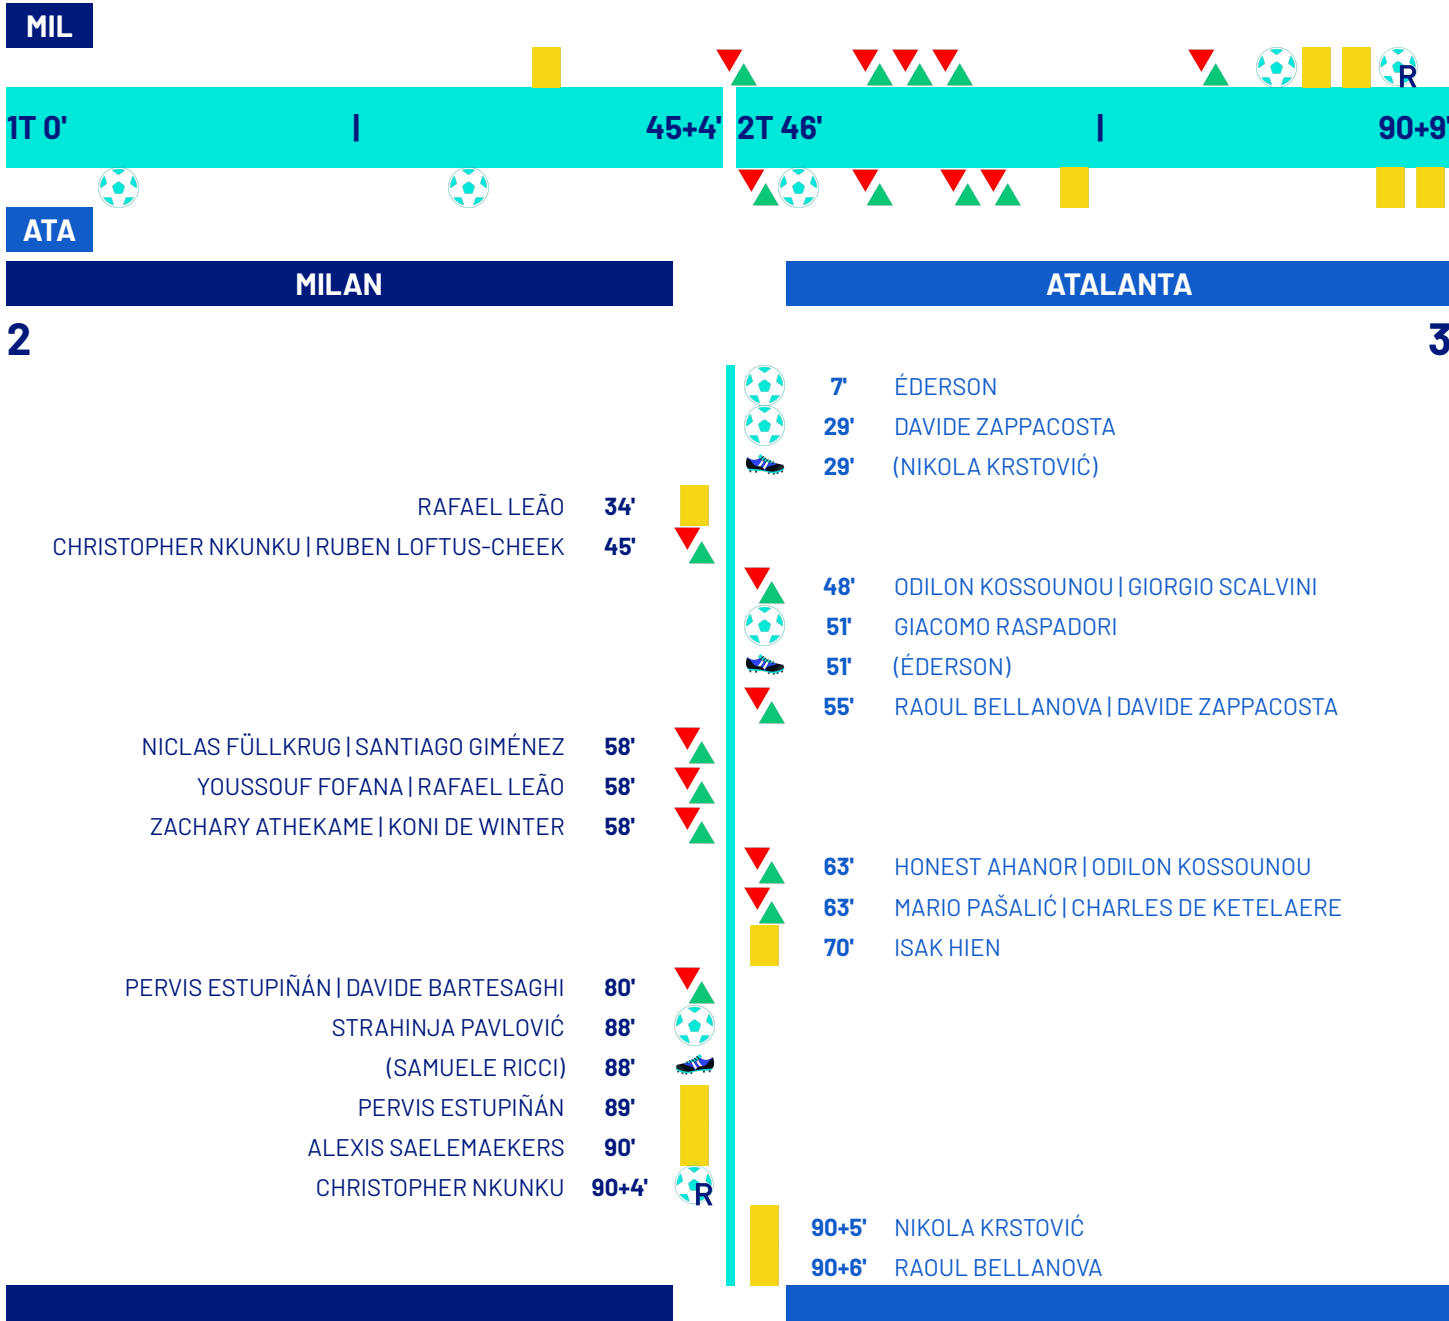 MIL
1T 0' | 45+4' 2T 46' | 90+9'
R
ATA
MILAN ATALANTA
2 3
7' ÉDERSON
29' DAVIDE ZAPPACOSTA
29' (NIKOLA KRSTOVIĆ)
RAFAEL LEÃO 34'
CHRISTOPHER NKUNKU | RUBEN LOFTUS-CHEEK 45'
48' ODILON KOSSOUNOU | GIORGIO SCALVINI
51' GIACOMO RASPADORI
51' (ÉDERSON)
55' RAOUL BELLANOVA | DAVIDE ZAPPACOSTA
NICLAS FÜLLKRUG | SANTIAGO GIMÉNEZ 58'
YOUSSOUF FOFANA | RAFAEL LEÃO 58'
ZACHARY ATHEKAME | KONI DE WINTER 58'
63' HONEST AHANOR | ODILON KOSSOUNOU
63' MARIO PAŠALIĆ | CHARLES DE KETELAERE
70' ISAK HIEN
PERVIS ESTUPIÑÁN | DAVIDE BARTESAGHI 80'
STRAHINJA PAVLOVIĆ 88'
(SAMUELE RICCI) 88'
PERVIS ESTUPIÑÁN 89'
ALEXIS SAELEMAEKERS 90'
CHRISTOPHER NKUNKU 90+4' R
90+5' NIKOLA KRSTOVIĆ
90+6' RAOUL BELLANOVA